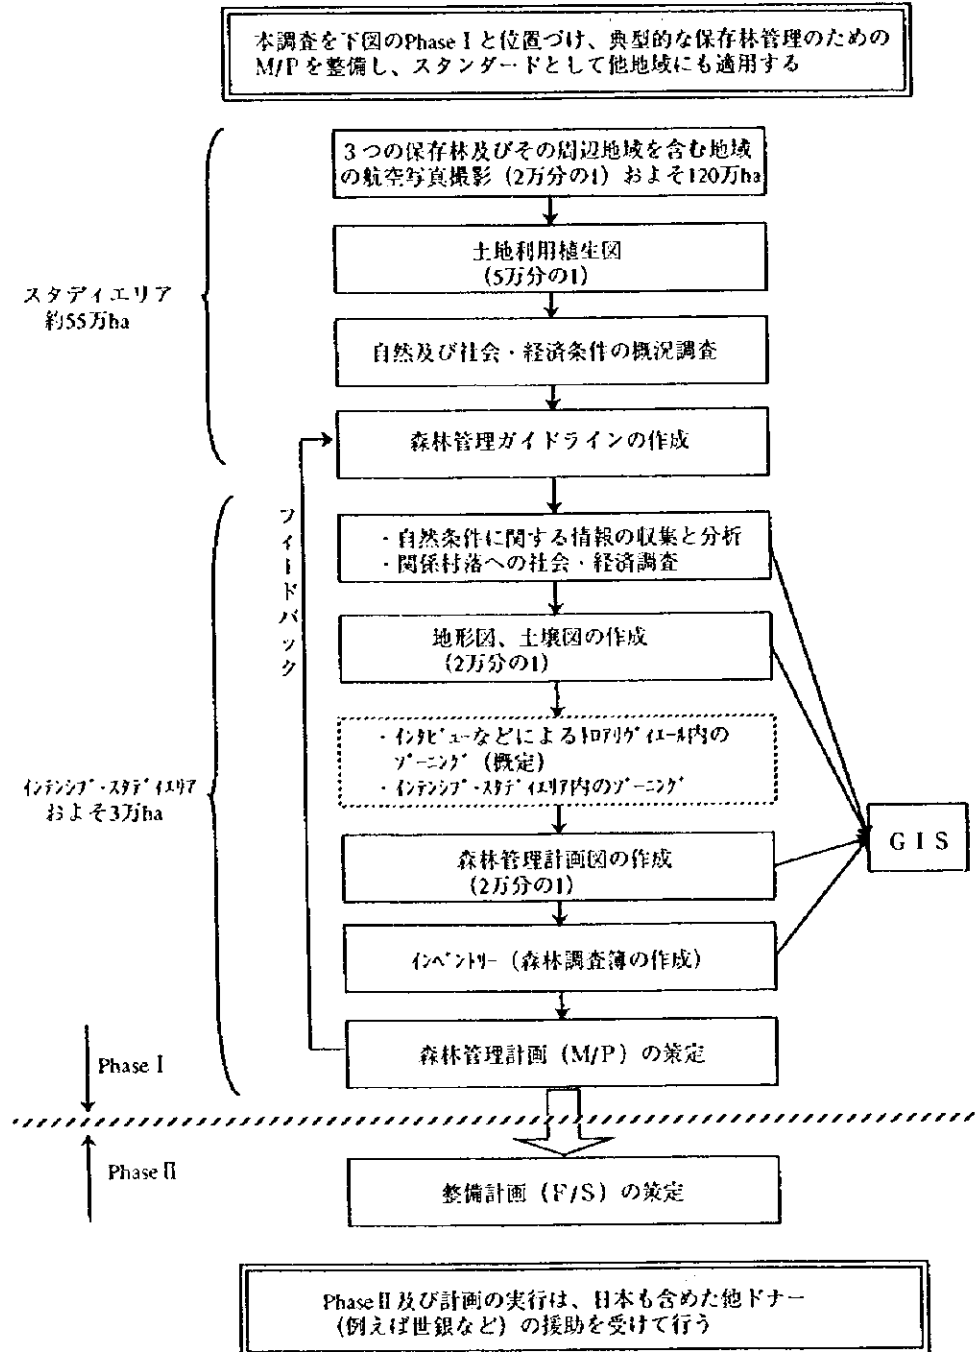 本調査を下図のPhase Ⅰと位置づけ、典型的な保存林管理のための
M/Pを整備し、スタンダードとして他地域にも適用する
3つの保存林及びその周辺地域を含む地域
の航空写真撮影（2万分の1）およそ120万ha
土地利用植生図
(5万分の1)
スタディエリア
約55万ha
自然及び社会・経済条件の概況調査
森林管理ガイドラインの作成
フィードバック
・自然条件に関する情報の収集と分析
・関係村落への社会・経済調査
地形図、土壌図の作成
(2万分の1)
・インタビューなどによるトロアリヴィエール内の
ゾーニング（概定）
・インテンシブ・スタディエリア内のゾーニング
インテンシブ・スタディエリア
およそ3万ha
GIS
森林管理計画図の作成
(2万分の1)
インベントリー（森林調査簿の作成）
森林管理計画（M/P）の策定
Phase Ⅰ
Phase Ⅱ
整備計画（F/S）の策定
Phase Ⅱ及び計画の実行は、日本も含めた他ドナー
(例えば世銀など）の援助を受けて行う